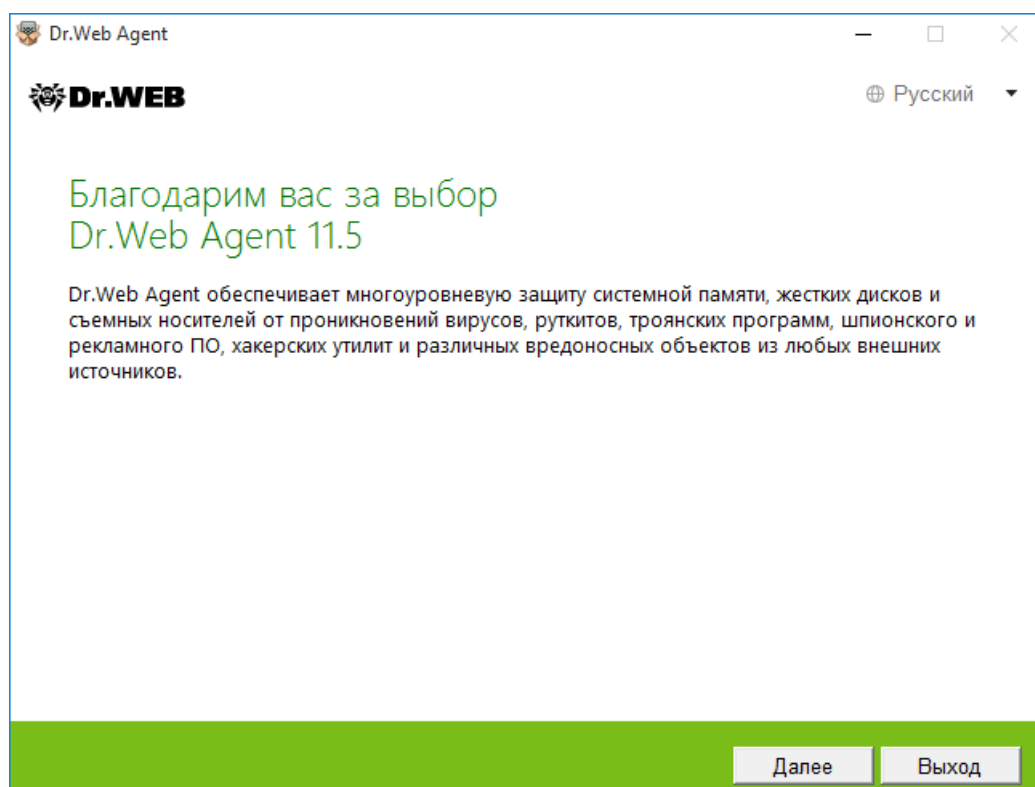 Dr.Web Agent
Dr.WEB
Русский
Благодарим вас за выбор
Dr.Web Agent 11.5
Dr.Web Agent обеспечивает многоуровневую защиту системной памяти, жестких дисков и
съемных носителей от проникновений вирусов, руткитов, троянских программ, шпионского и
рекламного ПО, хакерских утилит и различных вредоносных объектов из любых внешних
источников.
Далее
Выход